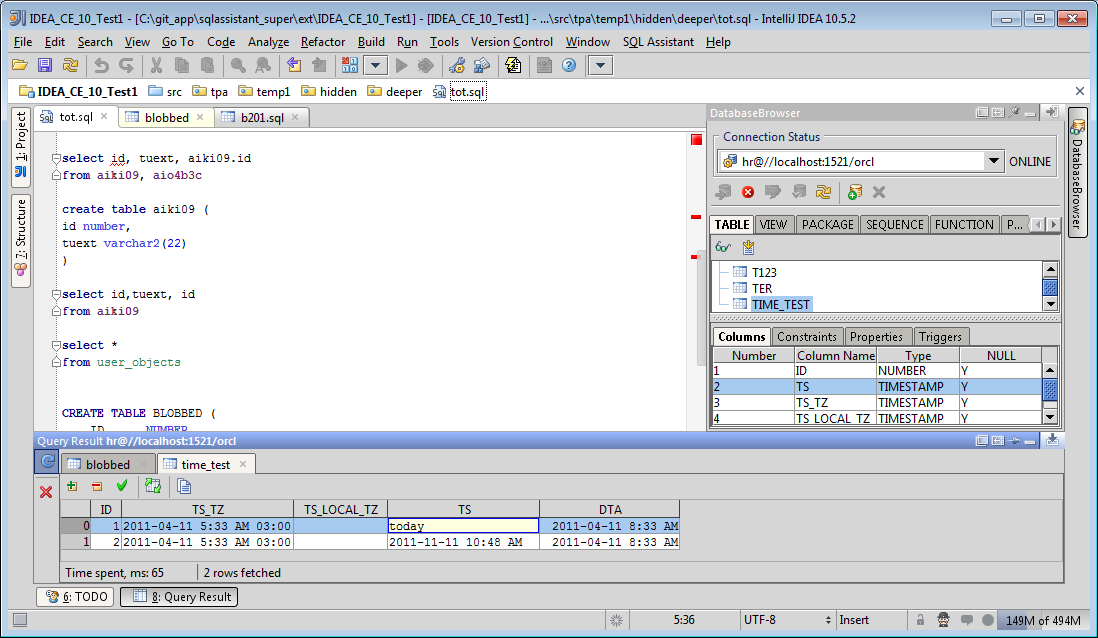 IDEA_CE_10_Test1 - [C:\git_app\sqlassistant_super\ext\IDEA_CE_10_Test1] - [IDEA_CE_10_Test1] - ...\src\tpa\temp1\hidden\deeper\tot.sql - IntelliJ IDEA 10.5.2
File Edit Search View Go To Code Analyze Refactor Build Run Tools Version Control Window SQL Assistant Help
IDEA_CE_10_Test1 src tpa temp1 hidden deeper tot.sql
1: Project
7: Structure
tot.sql blobbed b201.sql
select id, tuext, aiki09.id
from aiki09, aio4b3c
create table aiki09 (
id number,
tuext varchar2(22)
)
select id,tuext, id
from aiki09
select *
from user_objects
CREATE TABLE BLOBBED (
ID NUMBER
DatabaseBrowser
Connection Status
hr@//localhost:1521/orcl ONLINE
TABLE VIEW PACKAGE SEQUENCE FUNCTION P...
T123
TER
TIME_TEST
Columns Constraints Properties Triggers
Number Column Name Type NULL
1 ID NUMBER Y
2 TS TIMESTAMP Y
3 TS_TZ TIMESTAMP Y
4 TS_LOCAL_TZ TIMESTAMP Y
DatabaseBrowser
Query Result hr@//localhost:1521/orcl
blobbed time_test
ID TS_TZ TS_LOCAL_TZ TS DTA
0 1 2011-04-11 5:33 AM 03:00 today 2011-04-11 8:33 AM
1 2 2011-04-11 5:33 AM 03:00 2011-11-11 10:48 AM 2011-04-11 8:33 AM
Time spent, ms: 65 2 rows fetched
6: TODO 8: Query Result
5:36 UTF-8 Insert 149M of 494M